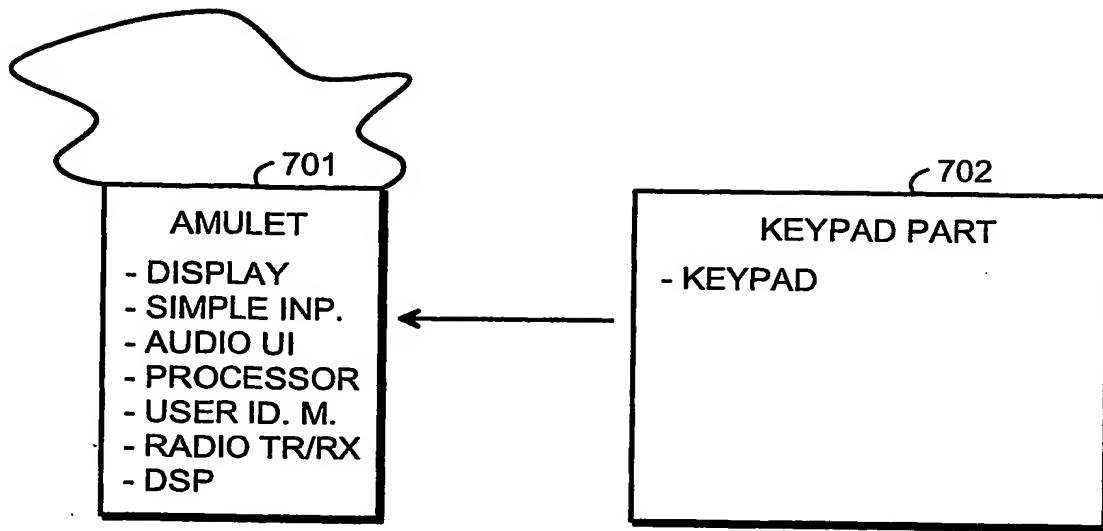 701
AMULET
- DISPLAY
- SIMPLE INP.
- AUDIO UI
- PROCESSOR
- USER ID. M.
- RADIO TR/RX
- DSP
702
KEYPAD PART
- KEYPAD